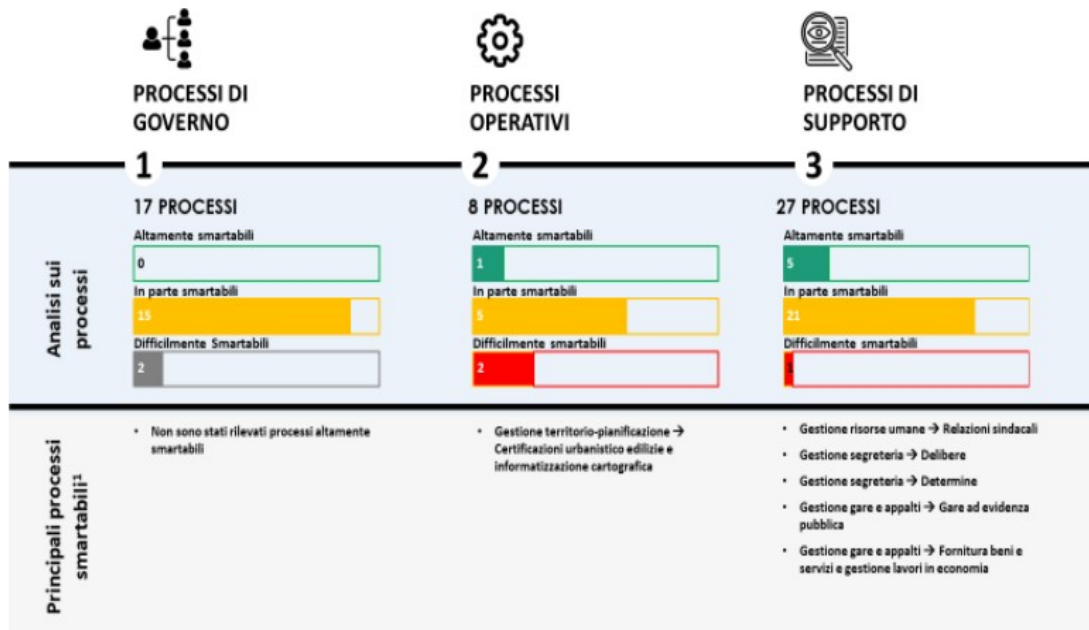 PROCESSI DI
GOVERNO
PROCESSI
OPERATIVI
PROCESSI DI
SUPPORTO
1
2
3
Analisi sui
processi
17 PROCESSI
Altamente smartabili
0
In parte smartabili
15
Difficilmente Smartabili
2
8 PROCESSI
Altamente smartabili
1
In parte smartabili
5
Difficilmente smartabili
2
27 PROCESSI
Altamente smartabili
5
In parte smartabili
21
Difficilmente smartabili
1
Principali processi
smartabili¹
• Non sono stati rilevati processi altamente
smartabili
• Gestione territorio-pianificazione →
Certificazioni urbanistico edilizie e
informatizzazione cartografica
• Gestione risorse umane → Relazioni sindacali
• Gestione segreteria → Delibere
• Gestione segreteria → Determine
• Gestione gare e appalti → Gare ad evidenza
pubblica
• Gestione gare e appalti → Fornitura beni e
servizi e gestione lavori in economia